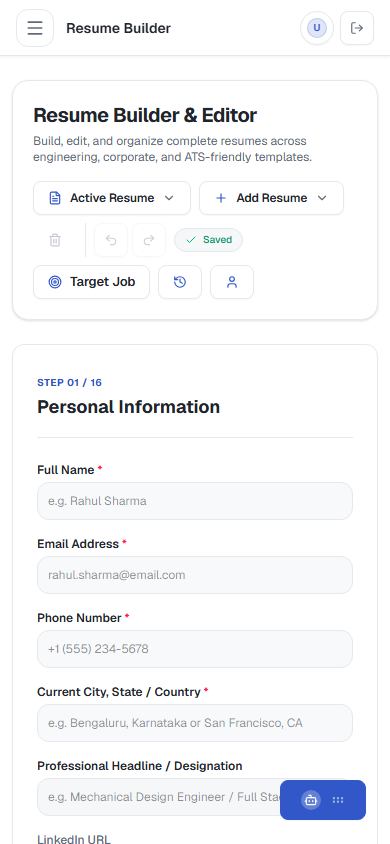 Resume Builder
U
Resume Builder & Editor
Build, edit, and organize complete resumes across
engineering, corporate, and ATS-friendly templates.
Active Resume
Add Resume
Saved
Target Job
STEP 01 / 16
Personal Information
Full Name *
e.g. Rahul Sharma
Email Address *
rahul.sharma@email.com
Phone Number *
+1 (555) 234-5678
Current City, State / Country *
e.g. Bengaluru, Karnataka or San Francisco, CA
Professional Headline / Designation
e.g. Mechanical Design Engineer / Full
LinkedIn URL